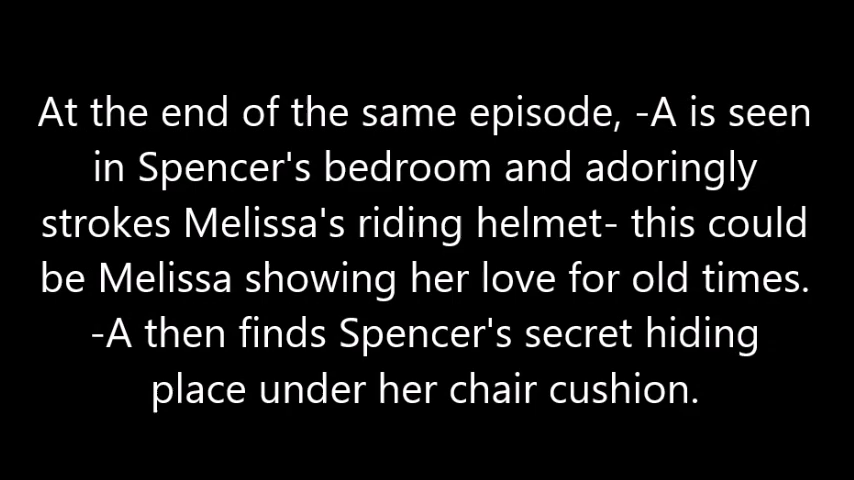 At the end of the same episode, -A is seen
in Spencer's bedroom and adoringly
strokes Melissa's riding helmet- this could
be Melissa showing her love for old times.
-A then finds Spencer's secret hiding
place under her chair cushion.